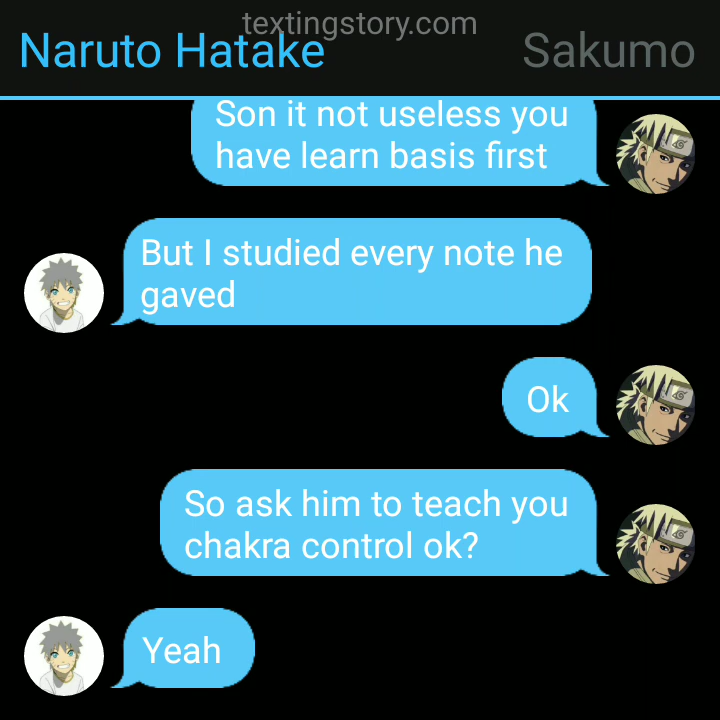 textingstory.com
Naruto Hatake
Sakumo
Son it not useless you
have learn basis first
But I studied every note he
gaved
Ok
So ask him to teach you
chakra control ok?
Yeah